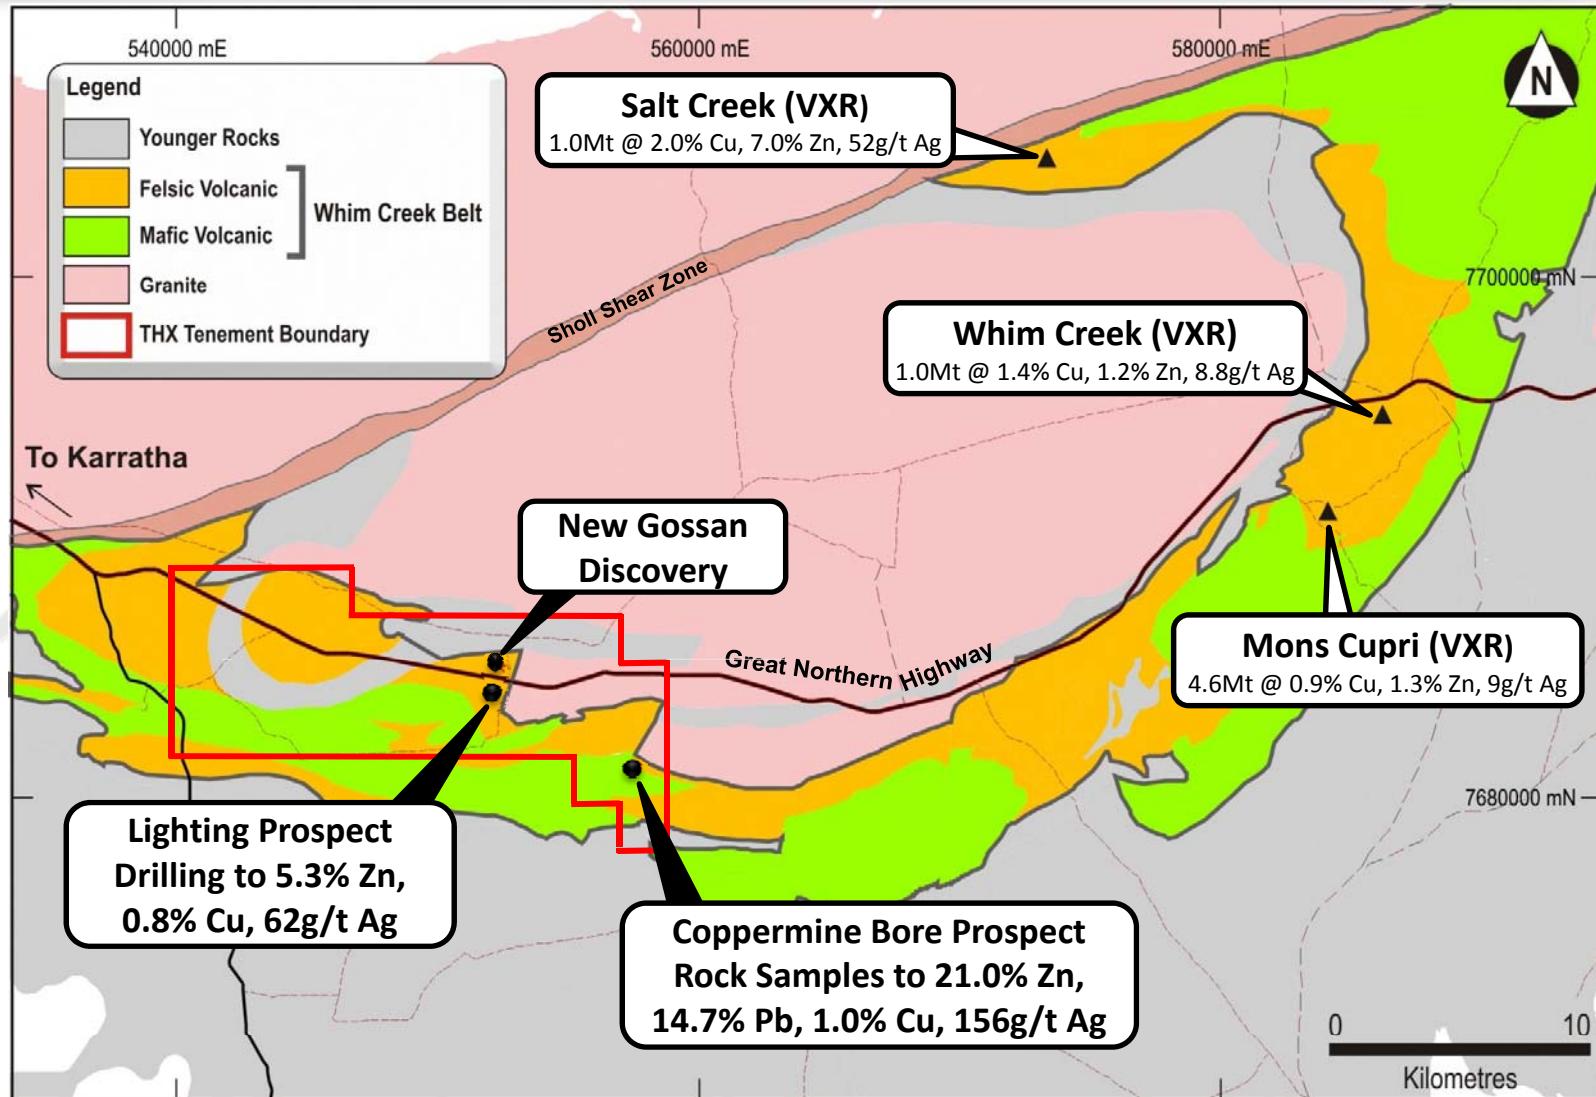 540000 mE
560000 mE
580000 mE
N
Legend
Younger Rocks
Felsic Volcanic
Mafic Volcanic
Whim Creek Belt
Granite
THX Tenement Boundary
Salt Creek (VXR)
1.0Mt @ 2.0% Cu, 7.0% Zn, 52g/t Ag
7700000 mN
Sholl Shear Zone
Whim Creek (VXR)
1.0Mt @ 1.4% Cu, 1.2% Zn, 8.8g/t Ag
To Karratha
New Gossan
Discovery
Great Northern Highway
Mons Cupri (VXR)
4.6Mt @ 0.9% Cu, 1.3% Zn, 9g/t Ag
7680000 mN
Lighting Prospect
Drilling to 5.3% Zn,
0.8% Cu, 62g/t Ag
Coppermine Bore Prospect
Rock Samples to 21.0% Zn,
14.7% Pb, 1.0% Cu, 156g/t Ag
0 10
Kilometres